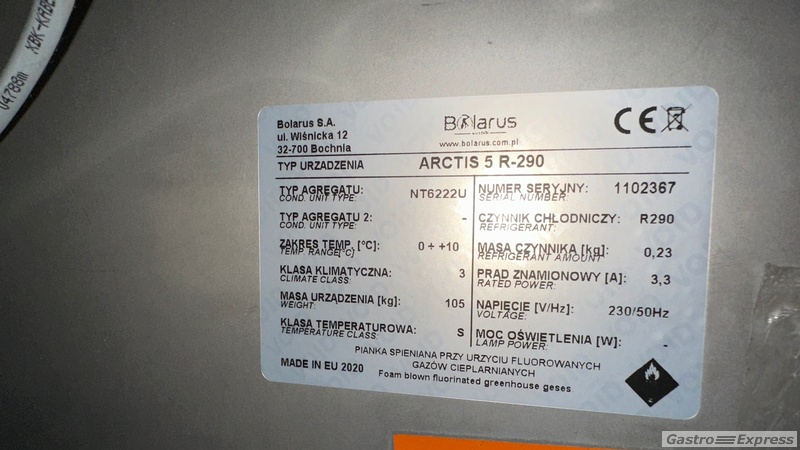 Bolarus S.A.
ul. Wiśnicka 12
32-700 Bochnia
BOlarus
www.bolarus.com.pl
CE
TYP URZADZENIA ARCTIS 5 R-290
TYP AGREGATU: NT6222U
COND. UNIT TYPE:
NUMER SERYJNY: 1102367
SERIAL NUMBER:
TYP AGREGATU 2: -
COND. UNIT TYPE:
CZYNNIK CHŁODNICZY: R290
REFRIGERANT:
ZAKRES TEMP. [°C]: 0 ÷ +10
TEMP. RANGE[°C]
MASA CZYNNIKA [kg]: 0,23
REFRIGERANT AMOUNT
KLASA KLIMATYCZNA: 3
CLIMATE CLASS:
PRĄD ZNAMIONOWY [A]: 3,3
RATED POWER:
MASA URZĄDZENIA [kg]: 105
WEIGHT:
NAPIĘCIE [V/Hz]: 230/50Hz
VOLTAGE:
KLASA TEMPERATUROWA: S
TEMPERATURE CLASS:
MOC OŚWIETLENIA [W]: -
LAMP POWER:
PIANKA SPIENIANA PRZY URZYCIU FLUOROWANYCH
GAZÓW CIEPLARNIANYCH
Foam blown fluorinated greenhouse geses
MADE IN EU 2020
Gastro Express